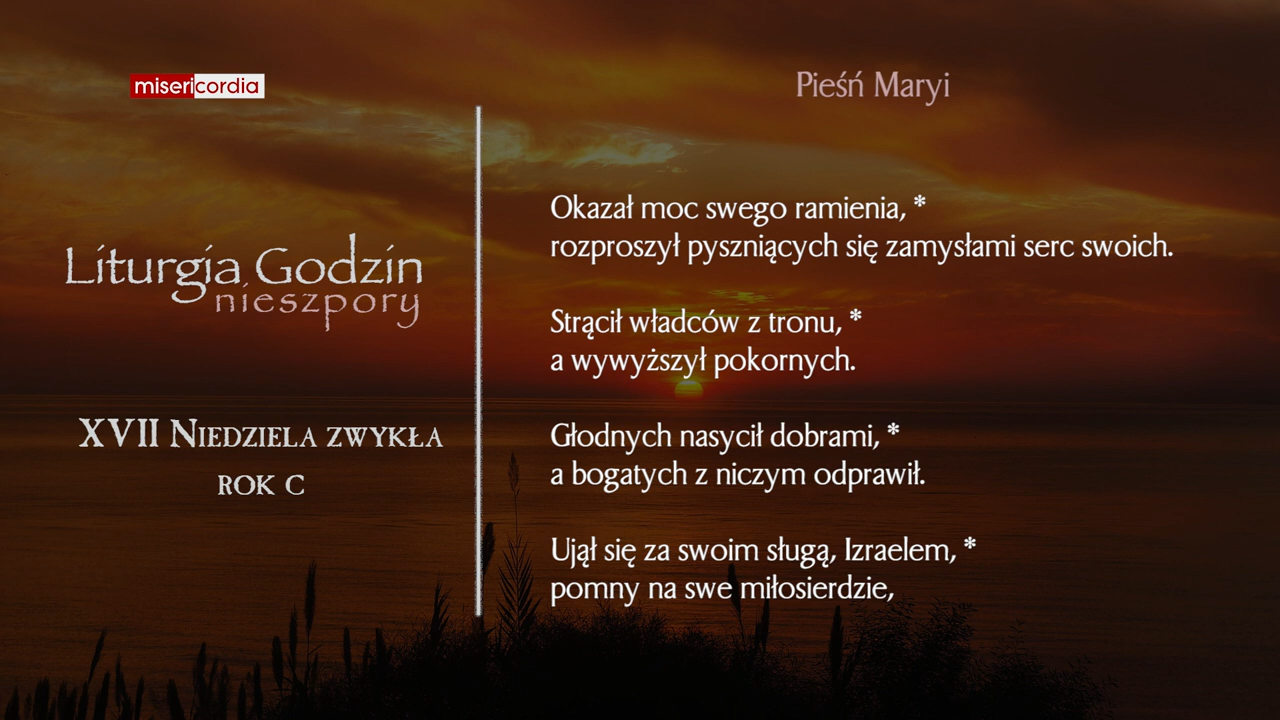 misericordia
Liturgia Godzin
nieszpory
XVII Niedziela zwykła
rok C
Pieśń Maryi
Okazał moc swego ramienia, *
rozproszył pyszniących się zamysłami serc swoich.
Strącił władców z tronu, *
a wywyższył pokornych.
Głodnych nasycił dobrami, *
a bogatych z niczym odprawił.
Ujął się za swoim sługą, Izraelem, *
pomny na swe miłosierdzie,